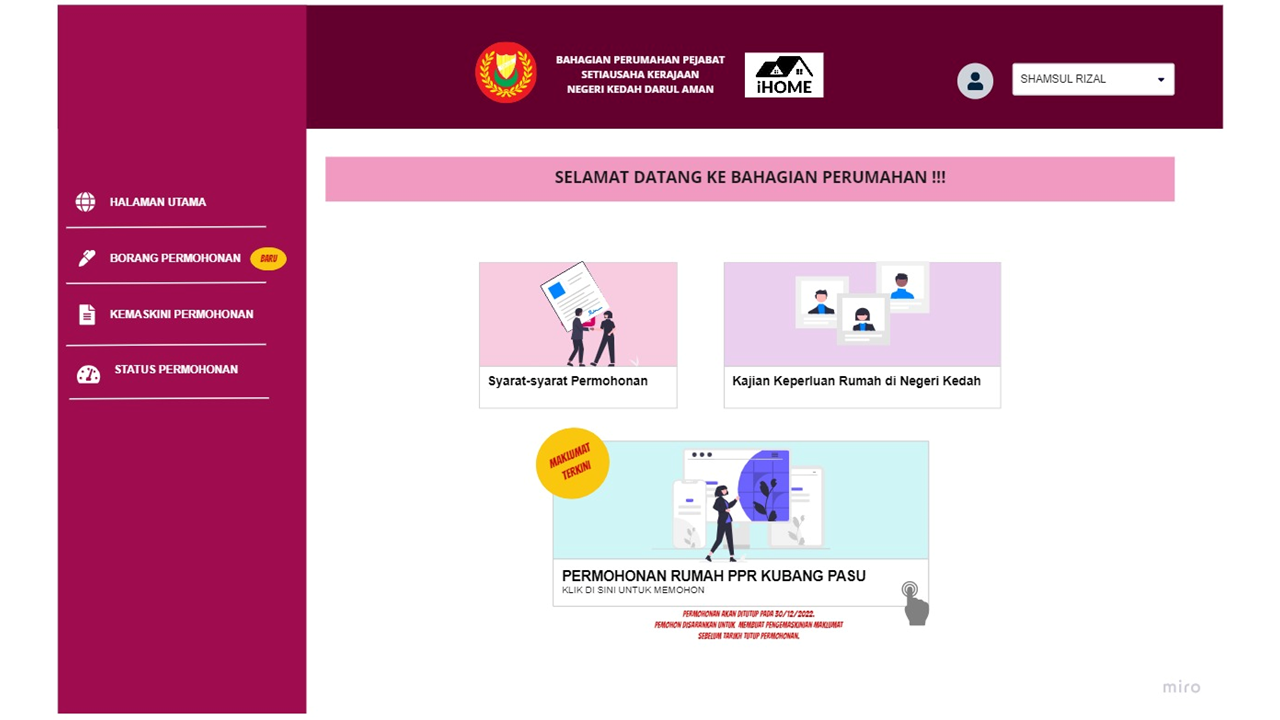 BAHAGIAN PERUMAHAN PEJABAT
SETIAUSAHA KERAJAAN
NEGERI KEDAH DARUL AMAN
iHOME
SHAMSUL RIZAL
SELAMAT DATANG KE BAHAGIAN PERUMAHAN !!!
HALAMAN UTAMA
BORANG PERMOHONAN
BARU
KEMASKINI PERMOHONAN
STATUS PERMOHONAN
Syarat-syarat Permohonan
Kajian Keperluan Rumah di Negeri Kedah
MAKLUMAT
TERKINI
PERMOHONAN RUMAH PPR KUBANG PASU
KLIK DI SINI UNTUK MEMOHON
PERMOHONAN AKAN DITUTUP PADA 30/12/2022.
PEMOHON DISARANKAN UNTUK MEMBUAT PENGEMASKINIAN MAKLUMAT
SEBELUM TARIKH TUTUP PERMOHONAN.
miro